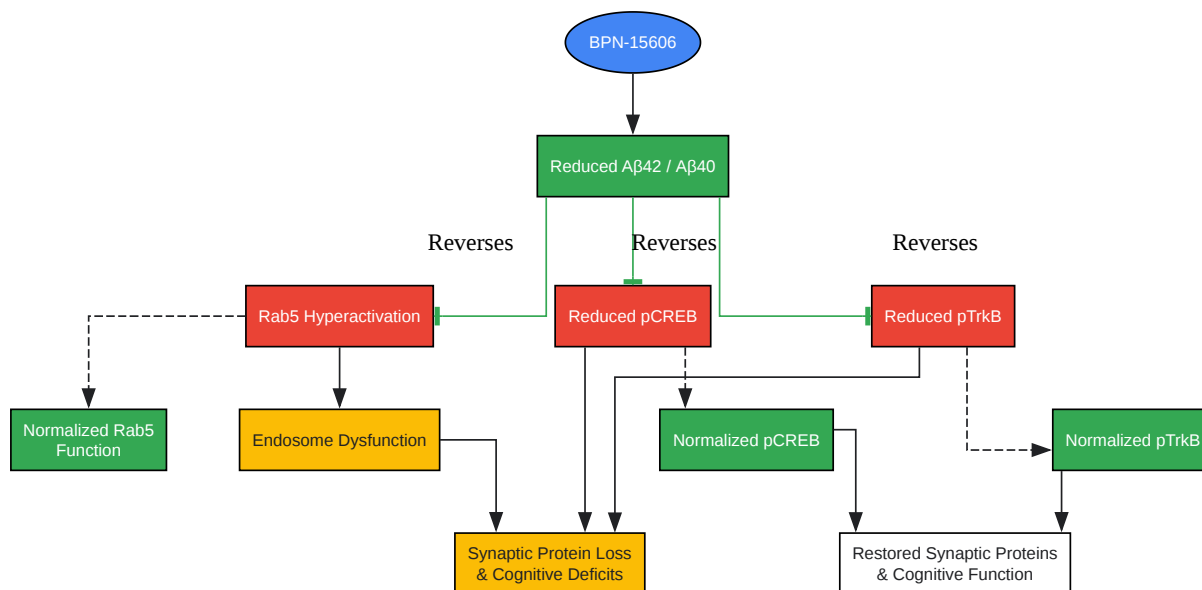 BPN-15606
Reduced Aβ42 / Aβ40
Reverses
Reverses
Reverses
Rab5 Hyperactivation
Reduced pCREB
Reduced pTrkB
Normalized Rab5
Function
Endosome Dysfunction
Normalized pCREB
Normalized pTrkB
Synaptic Protein Loss
& Cognitive Deficits
Restored Synaptic Proteins
& Cognitive Function